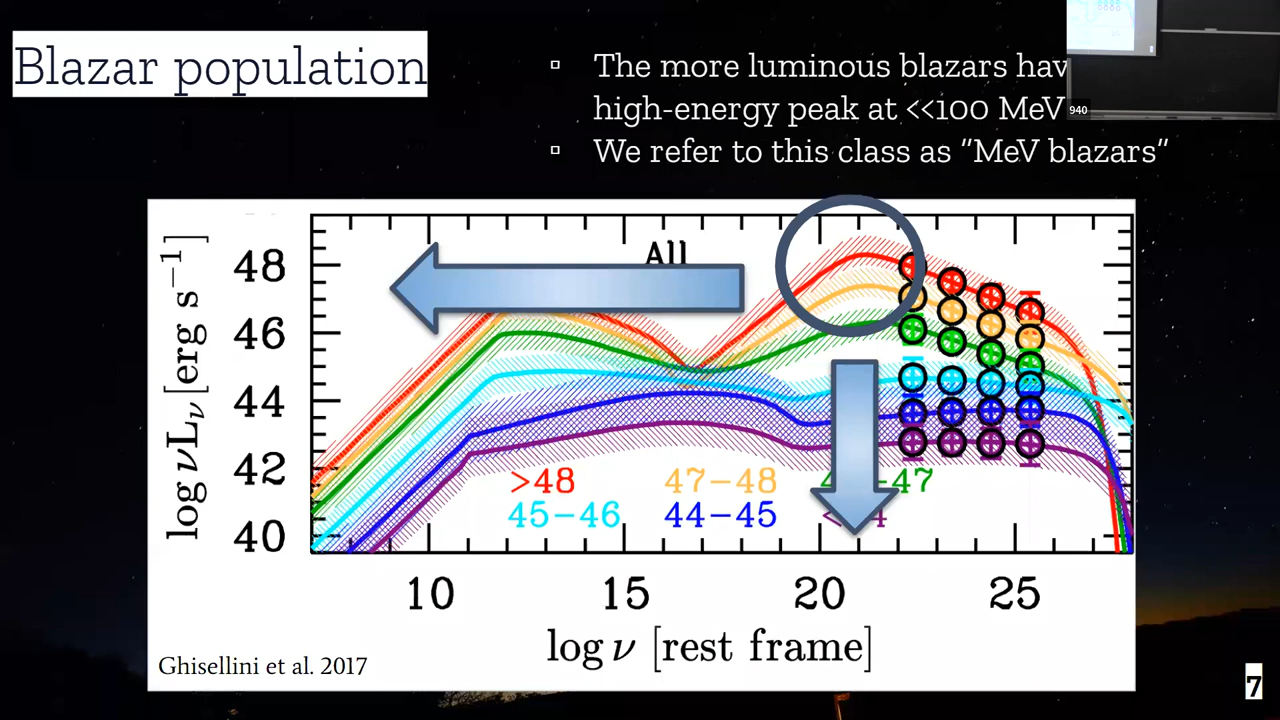 Blazar population
▫ The more luminous blazars hav
high-energy peak at <<100 MeV
▫ We refer to this class as "MeV blazars"
940
All
log νLν [erg s−1]
48
46
44
42
40
>48 47−48 -47
45−46 44−45 <
10 15 20 25
log ν [rest frame]
Ghisellini et al. 2017
7